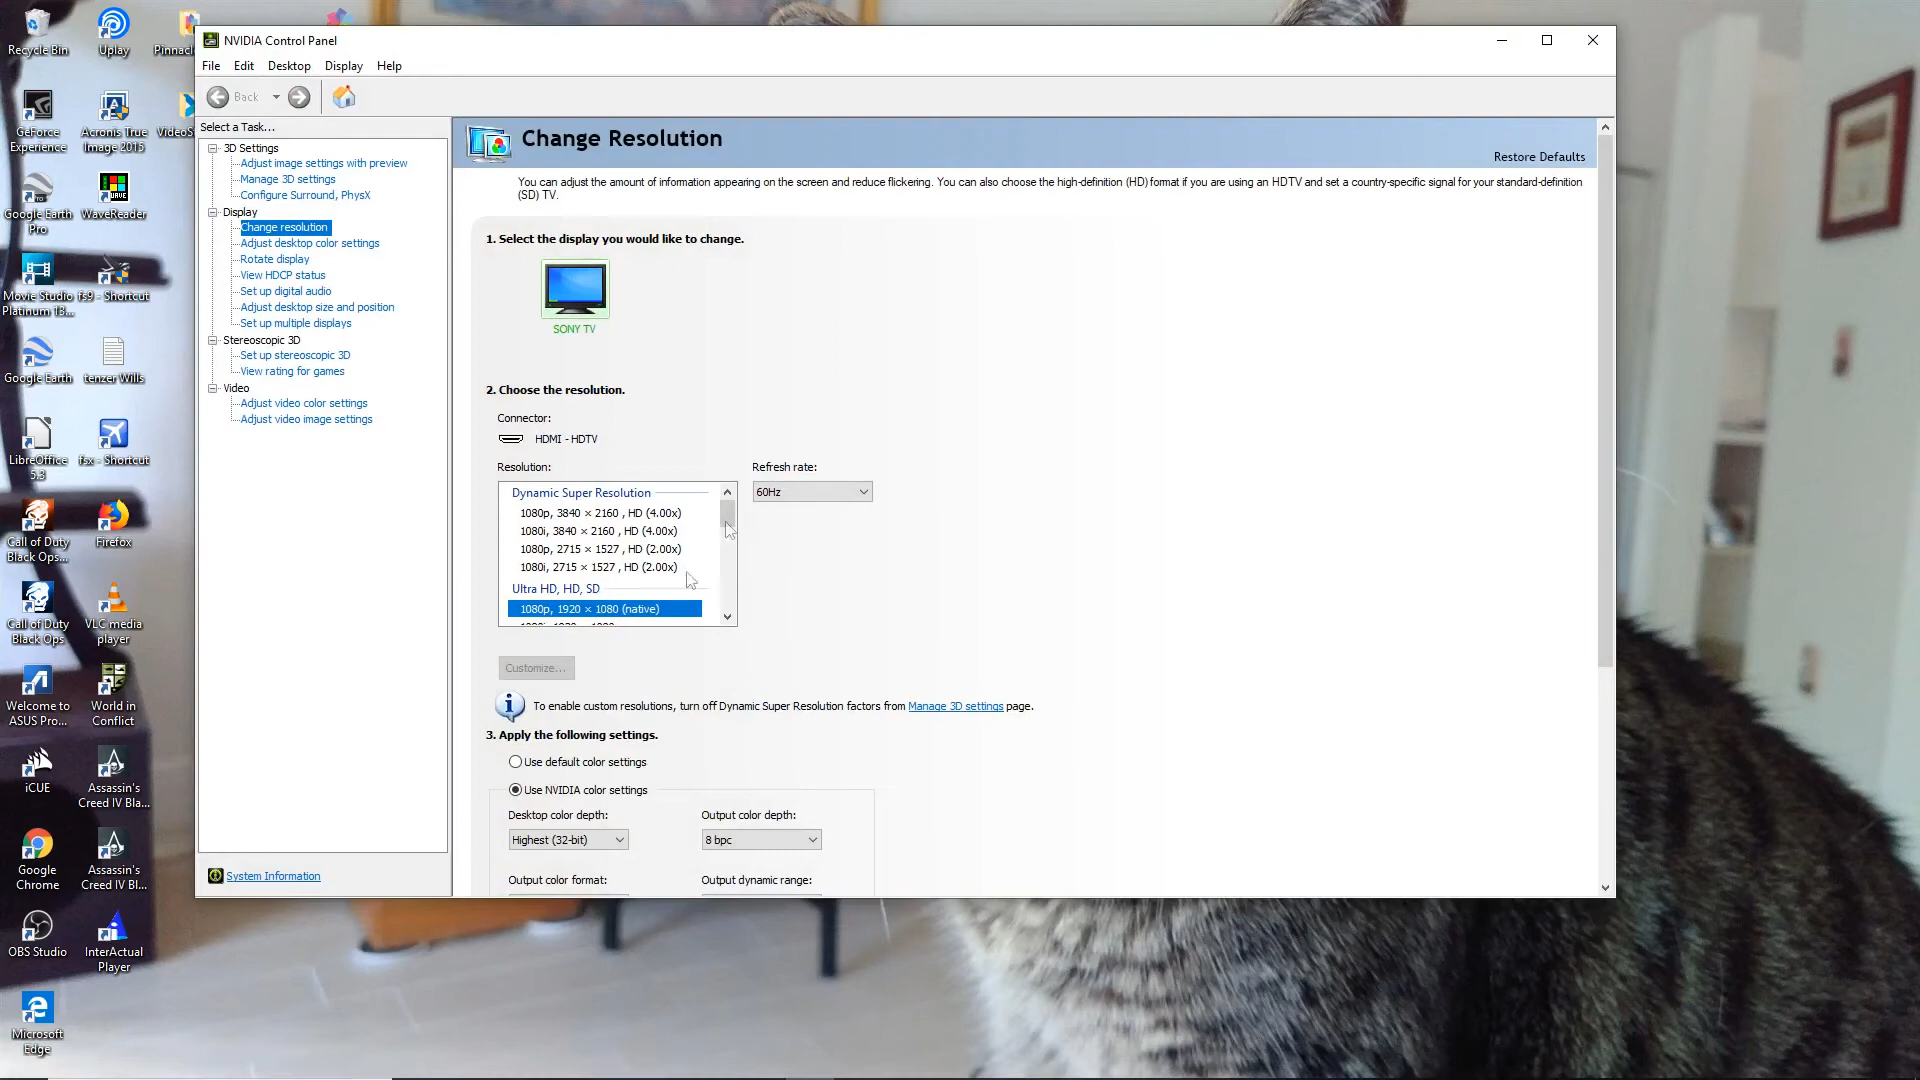 Recycle Bin
Uplay
GeForce
Experience
Acronis True
Image 2015
Google Earth
Pro
WaveReader
Movie Studio
Platinum 13...
fs9 - Shortcut
Google Earth
tenzer Wills
LibreOffice
5.3
fsx - Shortcut
Call of Duty
Black Ops...
Firefox
Call of Duty
Black Ops
VLC media
player
Welcome to
ASUS Pro...
World in
Conflict
iCUE
Assassin's
Creed IV Bla...
Google
Chrome
Assassin's
Creed IV Bl...
OBS Studio
InterActual
Player
Microsoft
Edge
NVIDIA Control Panel
File Edit Desktop Display Help
Back
Select a Task...
3D Settings
Adjust image settings with preview
Manage 3D settings
Configure Surround, PhysX
Display
Change resolution
Adjust desktop color settings
Rotate display
View HDCP status
Set up digital audio
Adjust desktop size and position
Set up multiple displays
Stereoscopic 3D
Set up stereoscopic 3D
View rating for games
Video
Adjust video color settings
Adjust video image settings
System Information
Change Resolution
Restore Defaults
You can adjust the amount of information appearing on the screen and reduce flickering. You can also choose the high-definition (HD) format if you are using an HDTV and set a country-specific signal for your standard-definition
(SD) TV.
1. Select the display you would like to change.
SONY TV
2. Choose the resolution.
Connector:
HDMI - HDTV
Resolution:
Refresh rate:
60Hz
Dynamic Super Resolution
1080p, 3840 × 2160 , HD (4.00x)
1080i, 3840 × 2160 , HD (4.00x)
1080p, 2715 × 1527 , HD (2.00x)
1080i, 2715 × 1527 , HD (2.00x)
Ultra HD, HD, SD
1080p, 1920 × 1080 (native)
Customize...
To enable custom resolutions, turn off Dynamic Super Resolution factors from Manage 3D settings page.
3. Apply the following settings.
Use default color settings
Use NVIDIA color settings
Desktop color depth:
Output color depth:
Highest (32-bit)
8 bpc
Output color format:
Output dynamic range: